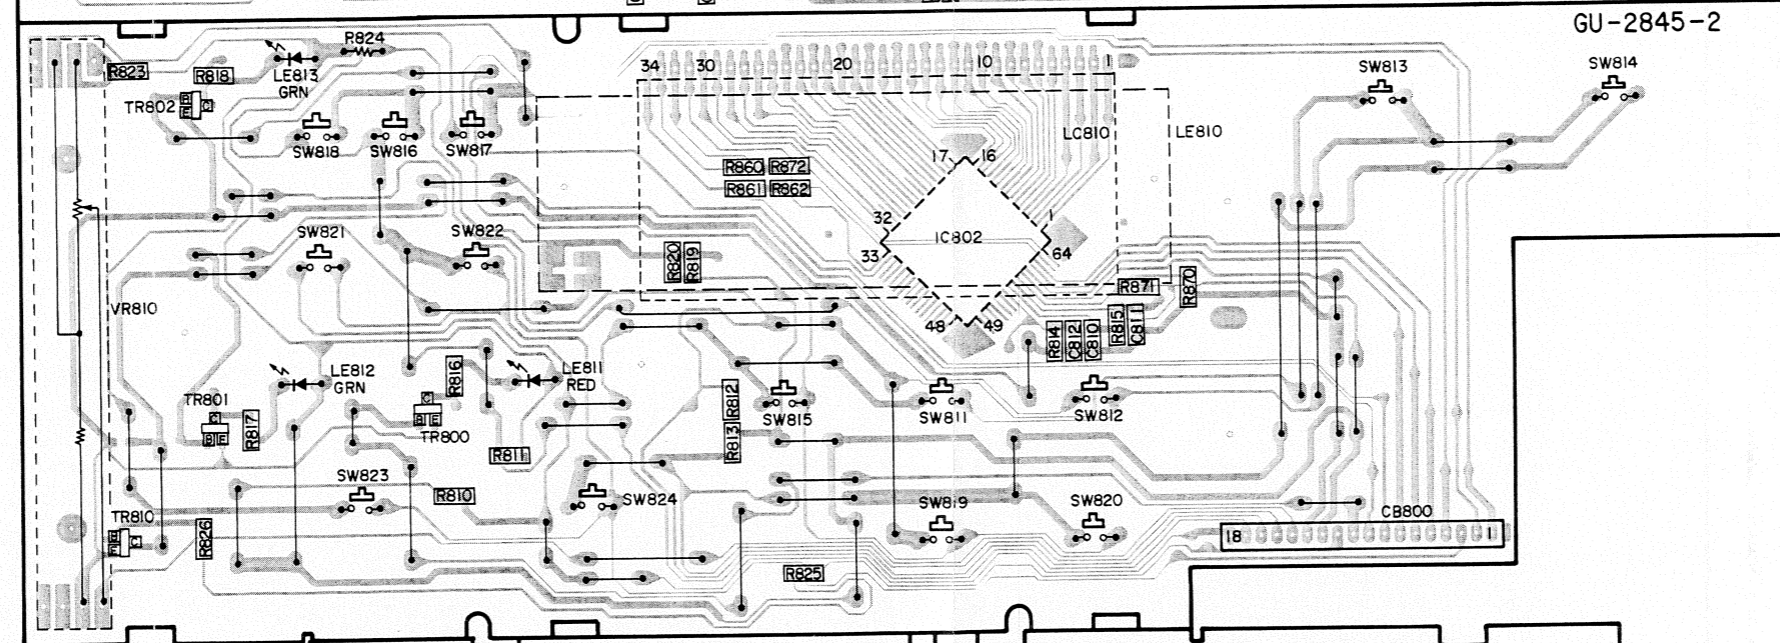 GU-2845-2
R824
R823
R818
LE813
GRN
34
30
20
10
1
SW813
SW814
TR802
B
E
C
SW818
SW816
SW817
LC810
LE810
R860
R872
R861
R862
17
16
32
33
1
64
IC802
48
49
SW821
SW822
R820
R819
R871
R870
VR810
R814
C812
C810
R815
C811
LE812
GRN
R816
LE811
RED
TR801
C
B
E
R817
C
B
E
TR800
R812
R813
SW815
SW811
SW812
R811
SW823
R810
SW824
SW819
SW820
CB800
18
1
TR810
B
E
C
R826
R825